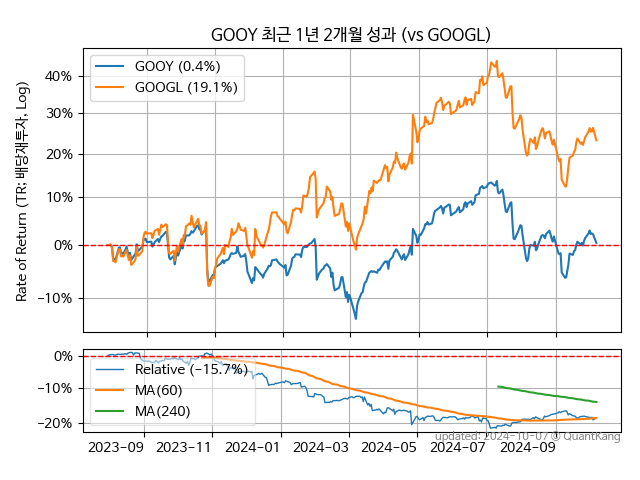 GOOY 최근 1년 2개월 성과 (vs GOOGL)
Rate of Return (TR: 배당재투자, Log)
GOOY (0.4%)
GOOGL (19.1%)
40%
30%
20%
10%
0%
−10%
0%
−10%
−20%
Relative (−15.7%)
MA(60)
MA(240)
updated: 2024-10-07 @ QuantKang
2023-09 2023-11 2024-01 2024-03 2024-05 2024-07 2024-09